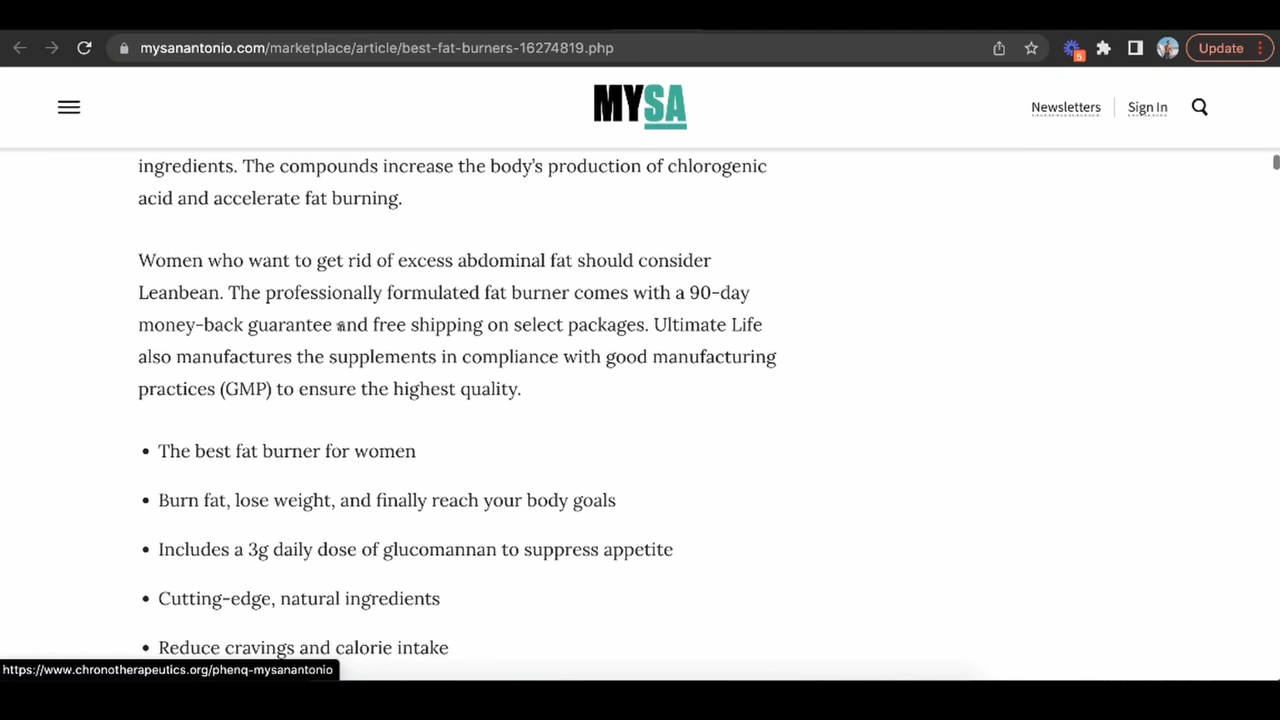 mysanantonio.com/marketplace/article/best-fat-burners-16274819.php
5
Update
MYSA
Newsletters
Sign In
ingredients. The compounds increase the body’s production of chlorogenic
acid and accelerate fat burning.
Women who want to get rid of excess abdominal fat should consider
Leanbean. The professionally formulated fat burner comes with a 90-day
money-back guarantee and free shipping on select packages. Ultimate Life
also manufactures the supplements in compliance with good manufacturing
practices (GMP) to ensure the highest quality.
• The best fat burner for women
• Burn fat, lose weight, and finally reach your body goals
• Includes a 3g daily dose of glucomannan to suppress appetite
• Cutting-edge, natural ingredients
• Reduce cravings and calorie intake
https://www.chronotherapeutics.org/phenq-mysanantonio